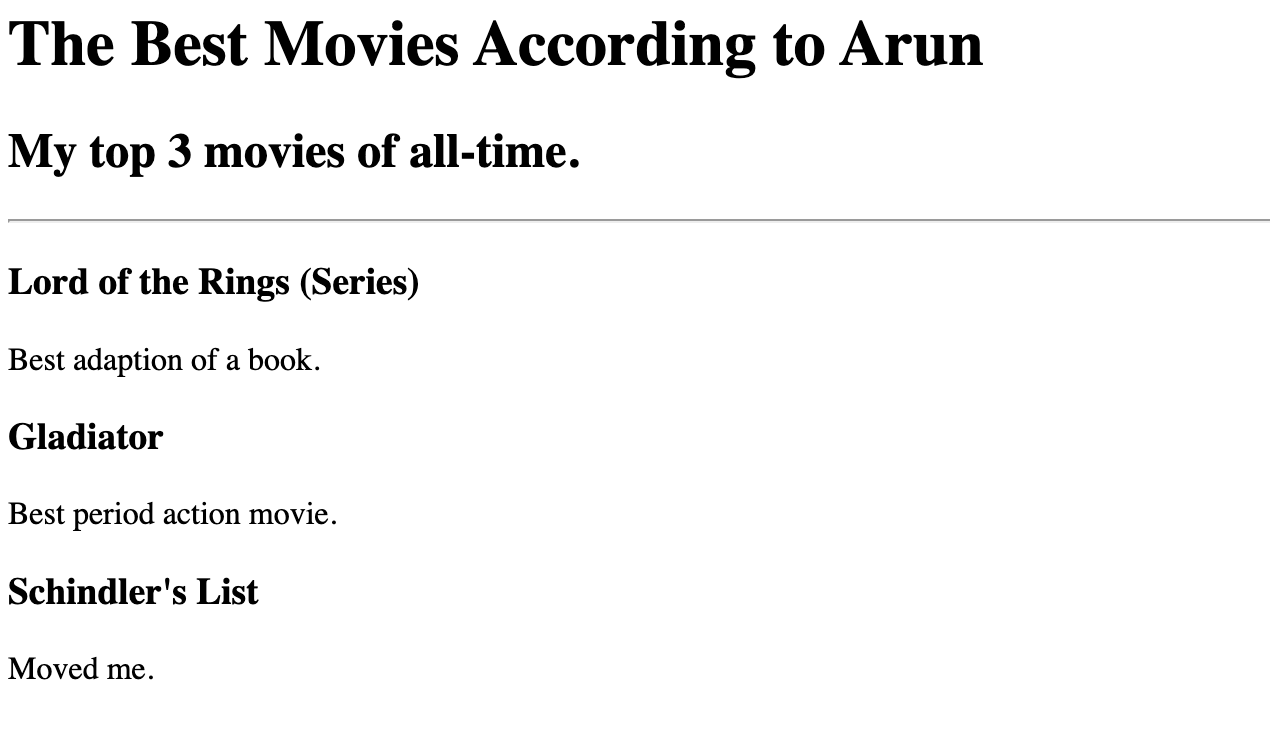 The Best Movies According to Arun
My top 3 movies of all-time.
Lord of the Rings (Series)
Best adaption of a book.
Gladiator
Best period action movie.
Schindler's List
Moved me.